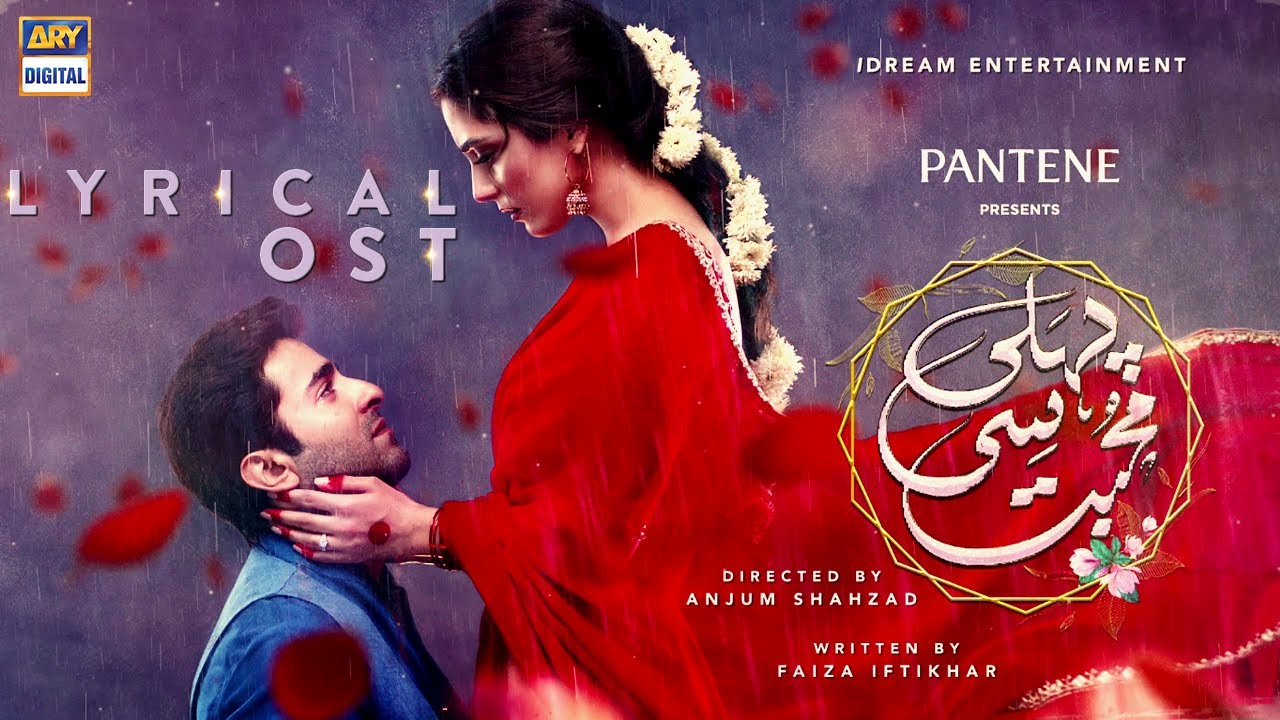 ARY
DIGITAL
LYRICAL
OST
IDREAM ENTERTAINMENT
PANTENE
PRESENTS
پہلی
سی
محبت
DIRECTED BY
ANJUM SHAHZAD
WRITTEN BY
FAIZA IFTIKHAR